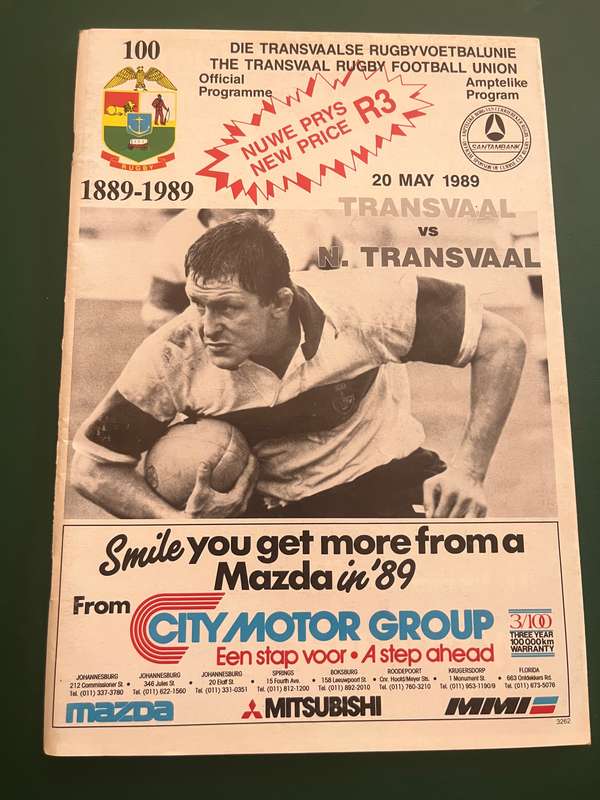 100
DIE TRANSVAALSE RUGBYVOETBALUNIE
THE TRANSVAAL RUGBY FOOTBALL UNION
Official
Programme
Amptelike
Program
NUWE PRYS
NEW PRICE R3
RUGBY
SANTAMBANK
1889-1989
20 MAY 1989
TRANSVAAL
vs
N. TRANSVAAL
Smile you get more from a
Mazda in '89
From
CITY MOTOR GROUP
Een stap voor • A step ahead
3/100
THREE YEAR
100 000 km
WARRANTY
JOHANNESBURG
212 Commissioner St
Tel. (011) 337-3780
JOHANNESBURG
346 Jules St
Tel. (011) 622-1560
JOHANNESBURG
20 Eloff St
Tel. (011) 331-0351
SPRINGS
15 Fourth Ave.
Tel. (011) 812-1200
BOKSBURG
158 Leeuwpoort St.
Tel. (011) 892-2010
ROODEPOORT
Cnr. Hoofd/Meyer Sts.
Tel. (011) 760-3210
KRUGERSDORP
1 Monument St.
Tel. (011) 953-1190/9
FLORIDA
663 Ontdekkers Rd.
Tel. (011) 673-5076
mazda
MITSUBISHI
MMI
3262